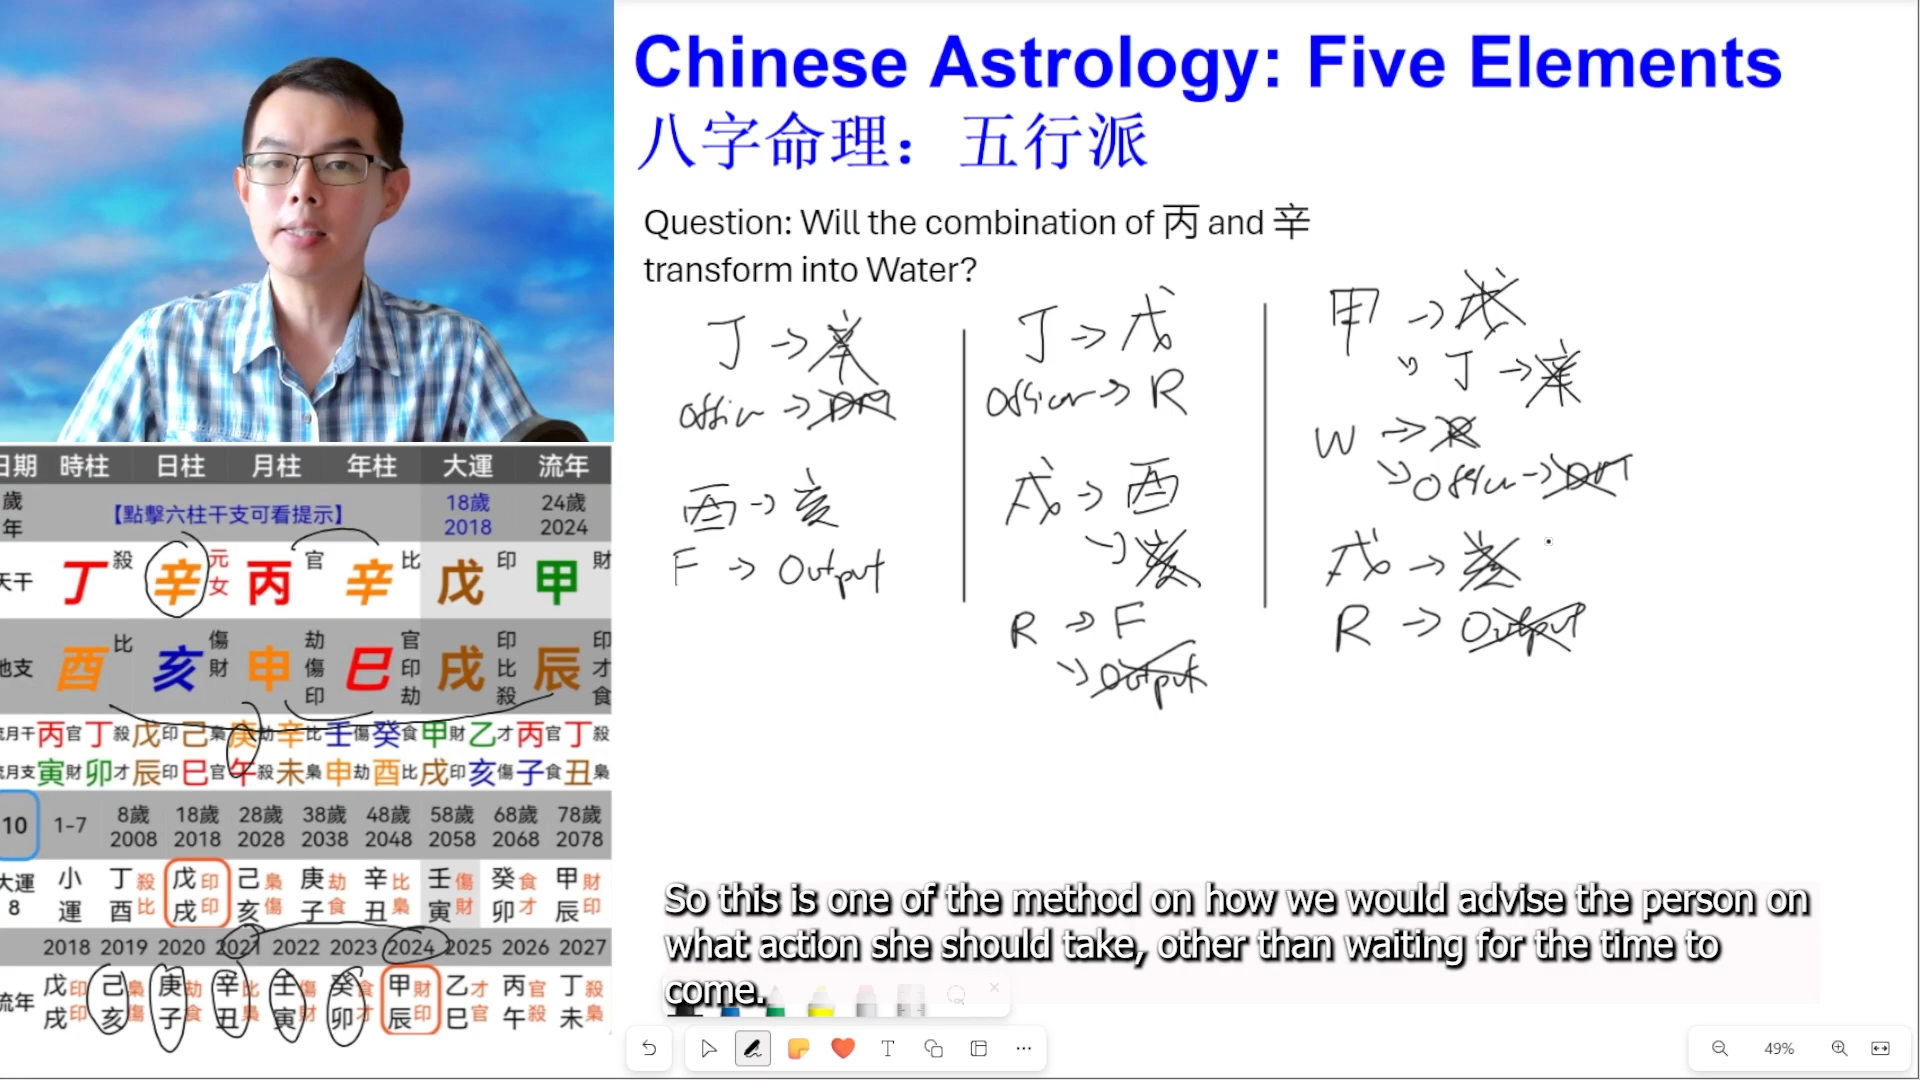 Chinese Astrology: Five Elements
八字命理：五行派
Question: Will the combination of 丙 and 辛
transform into Water?
丁 → 辛
officer → DM
酉 → 亥
F → Output
丁 → 戊
officer → R
戌 → 酉
→ 亥
R → F
→ Output
甲 → 戊
→ 丁 → 辛
W → R
→ officer → DM
戌 → 亥
R → Output
日期 時柱 日柱 月柱 年柱 大運 流年
歲 18歲 24歲
年 【點擊六柱干支可看提示】 2018 2024
天干 丁 殺 辛 元女 丙 官 辛 比 戊 印 甲 財
地支 酉 比 亥 傷財 申 劫傷印 巳 官印劫 戌 印比殺 辰 印才食
流月干 丙官 丁殺 戊印 己梟 庚劫 辛比 壬傷 癸食 甲財 乙才 丙官 丁殺
流月支 寅財 卯才 辰印 巳官 午殺 未梟 申劫 酉比 戌印 亥傷 子食 丑梟
10 1-7 8歲 18歲 28歲 38歲 48歲 58歲 68歲 78歲
2008 2018 2028 2038 2048 2058 2068 2078
大運 小 丁殺 戊印 己梟 庚劫 辛比 壬傷 癸食 甲財
8 運 酉比 戌印 亥傷 子食 丑梟 寅財 卯才 辰印
2018 2019 2020 2021 2022 2023 2024 2025 2026 2027
流年 戊印 己梟 庚劫 辛比 壬傷 癸食 甲財 乙才 丙官 丁殺
戌印 亥傷 子食 丑梟 寅財 卯才 辰印 巳官 午殺 未梟
So this is one of the method on how we would advise the person on
what action she should take, other than waiting for the time to
come.
T
49%